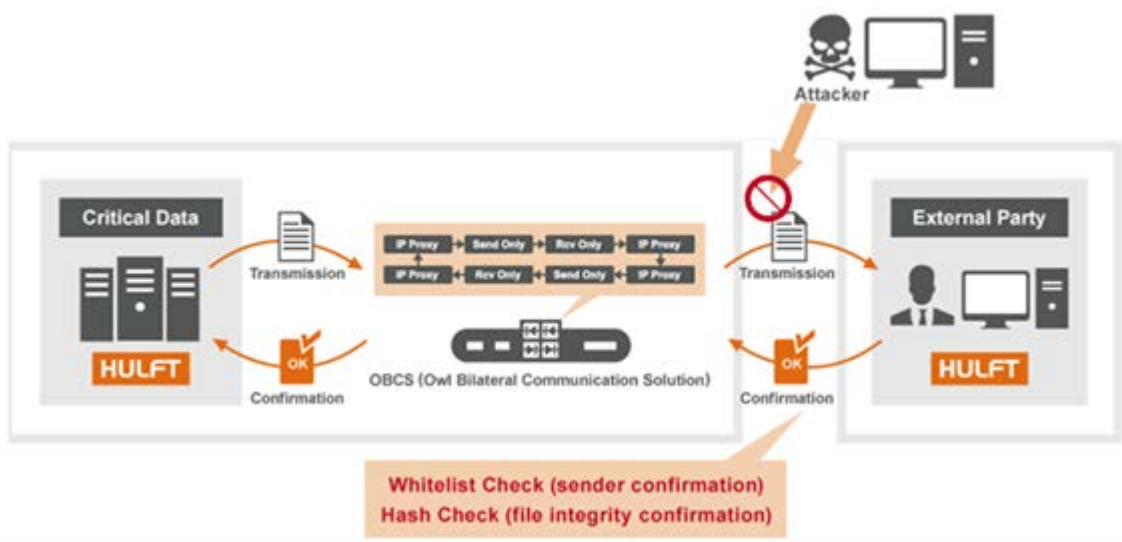 Attacker
Critical Data
External Party
IP Proxy Send Only Rcv Only IP Proxy
IP Proxy Rcv Only Send Only IP Proxy
Transmission
Transmission
OK
OK
HULFT
HULFT
OBCS (Owl Bilateral Communication Solution)
Confirmation
Confirmation
Whitelist Check (sender confirmation)
Hash Check (file integrity confirmation)